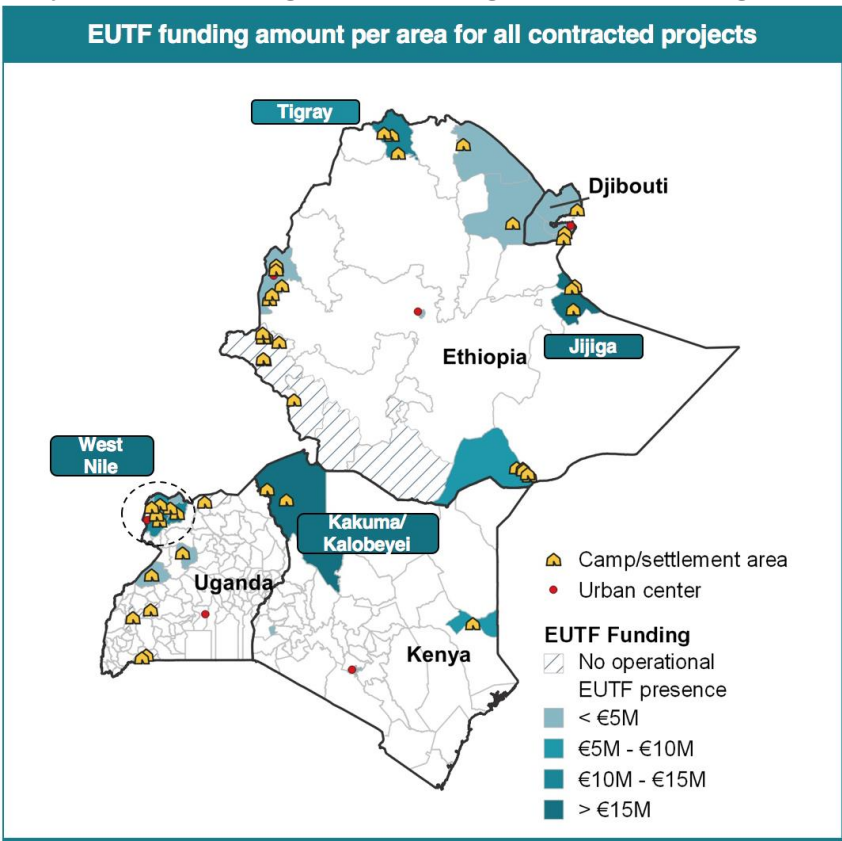 EUTF funding amount per area for all contracted projects
Tigray
Djibouti
Ethiopia
Jijiga
West
Nile
Kakuma/
Kalobeyei
Uganda
Kenya
Camp/settlement area
Urban center
EUTF Funding
No operational
EUTF presence
< €5M
€5M - €10M
€10M - €15M
> €15M